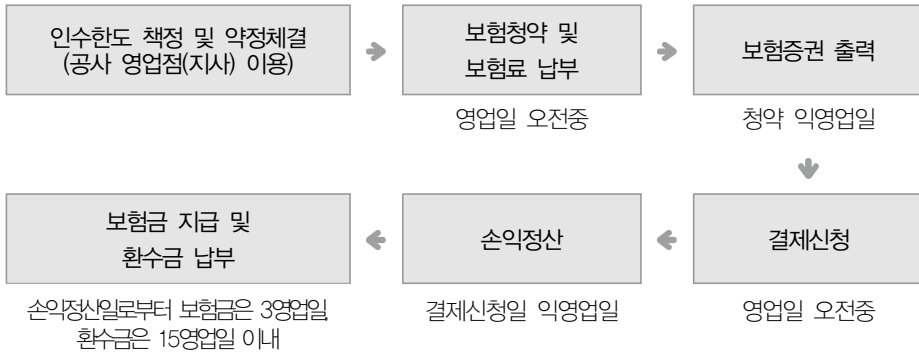 인수한도 책정 및 약정체결
(공사 영업점(지사) 이용)
보험청약 및
보험료 납부
영업일 오전중
보험증권 출력
청약 익영업일
결제신청
영업일 오전중
손익정산
결제신청일 익영업일
보험금 지급 및
환수금 납부
손익정산일로부터 보험금은 3영업일,
환수금은 15영업일 이내